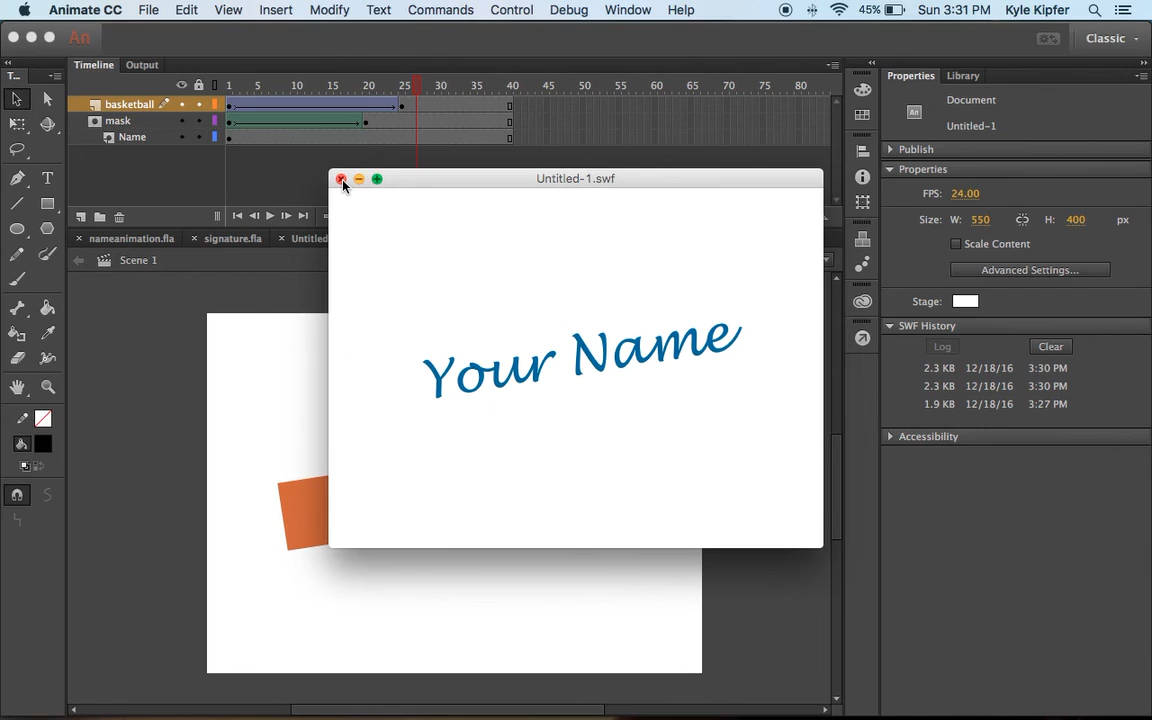 Animate CC File Edit View Insert Modify Text Commands Control Debug Window Help 45% Sun 3:31 PM Kyle Kipfer
An Classic
Timeline Output
T... 1 5 10 15 20 25 30 35 40 45 50 55 60 65 70 75 80
basketball
mask
Name
Untitled-1.swf
nameanimation.fla signature.fla Untitled
Scene 1
Your Name
Properties Library
An Document
Untitled-1
Publish
Properties
FPS: 24.00
Size: W: 550 H: 400 px
Scale Content
Advanced Settings...
Stage:
SWF History
Log Clear
2.3 KB 12/18/16 3:30 PM
2.3 KB 12/18/16 3:30 PM
1.9 KB 12/18/16 3:27 PM
Accessibility